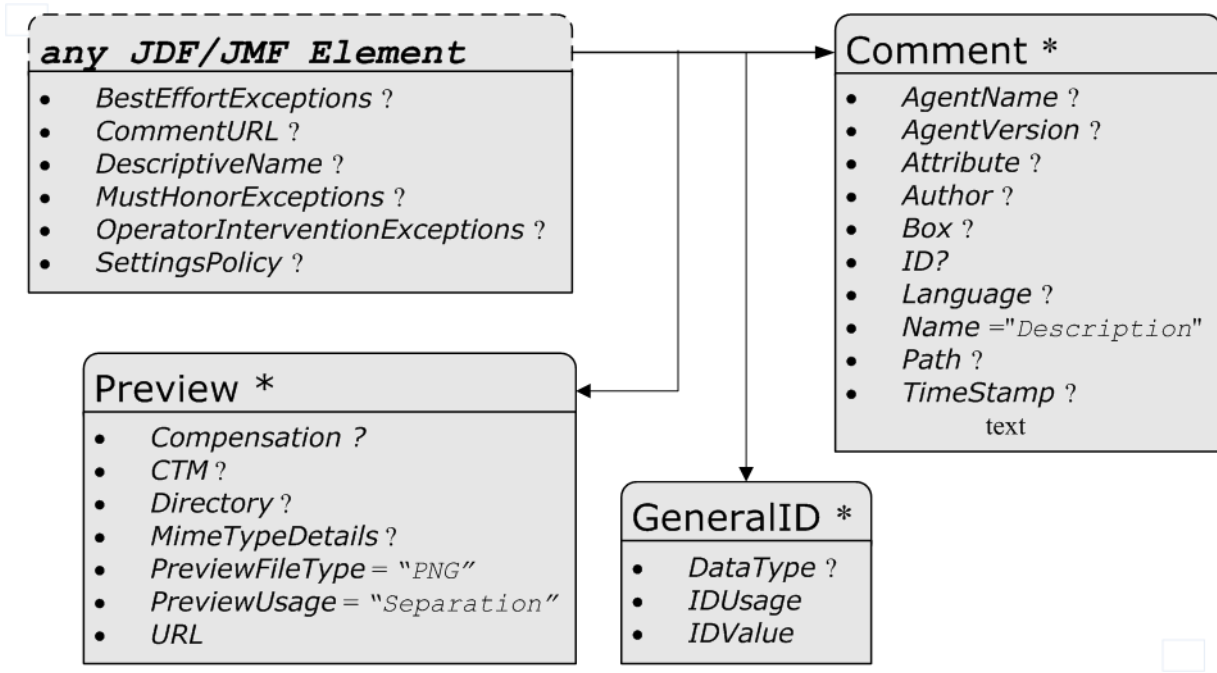 any JDF/JMF Element
• BestEffortExceptions ?
• CommentURL ?
• DescriptiveName ?
• MustHonorExceptions ?
• OperatorInterventionExceptions ?
• SettingsPolicy ?
Comment *
• AgentName ?
• AgentVersion ?
• Attribute ?
• Author ?
• Box ?
• ID?
• Language ?
• Name ="Description"
• Path ?
• TimeStamp ?
text
Preview *
• Compensation ?
• CTM ?
• Directory ?
• MimeTypeDetails ?
• PreviewFileType = “PNG”
• PreviewUsage = “Separation”
• URL
GeneralID *
• DataType ?
• IDUsage
• IDValue